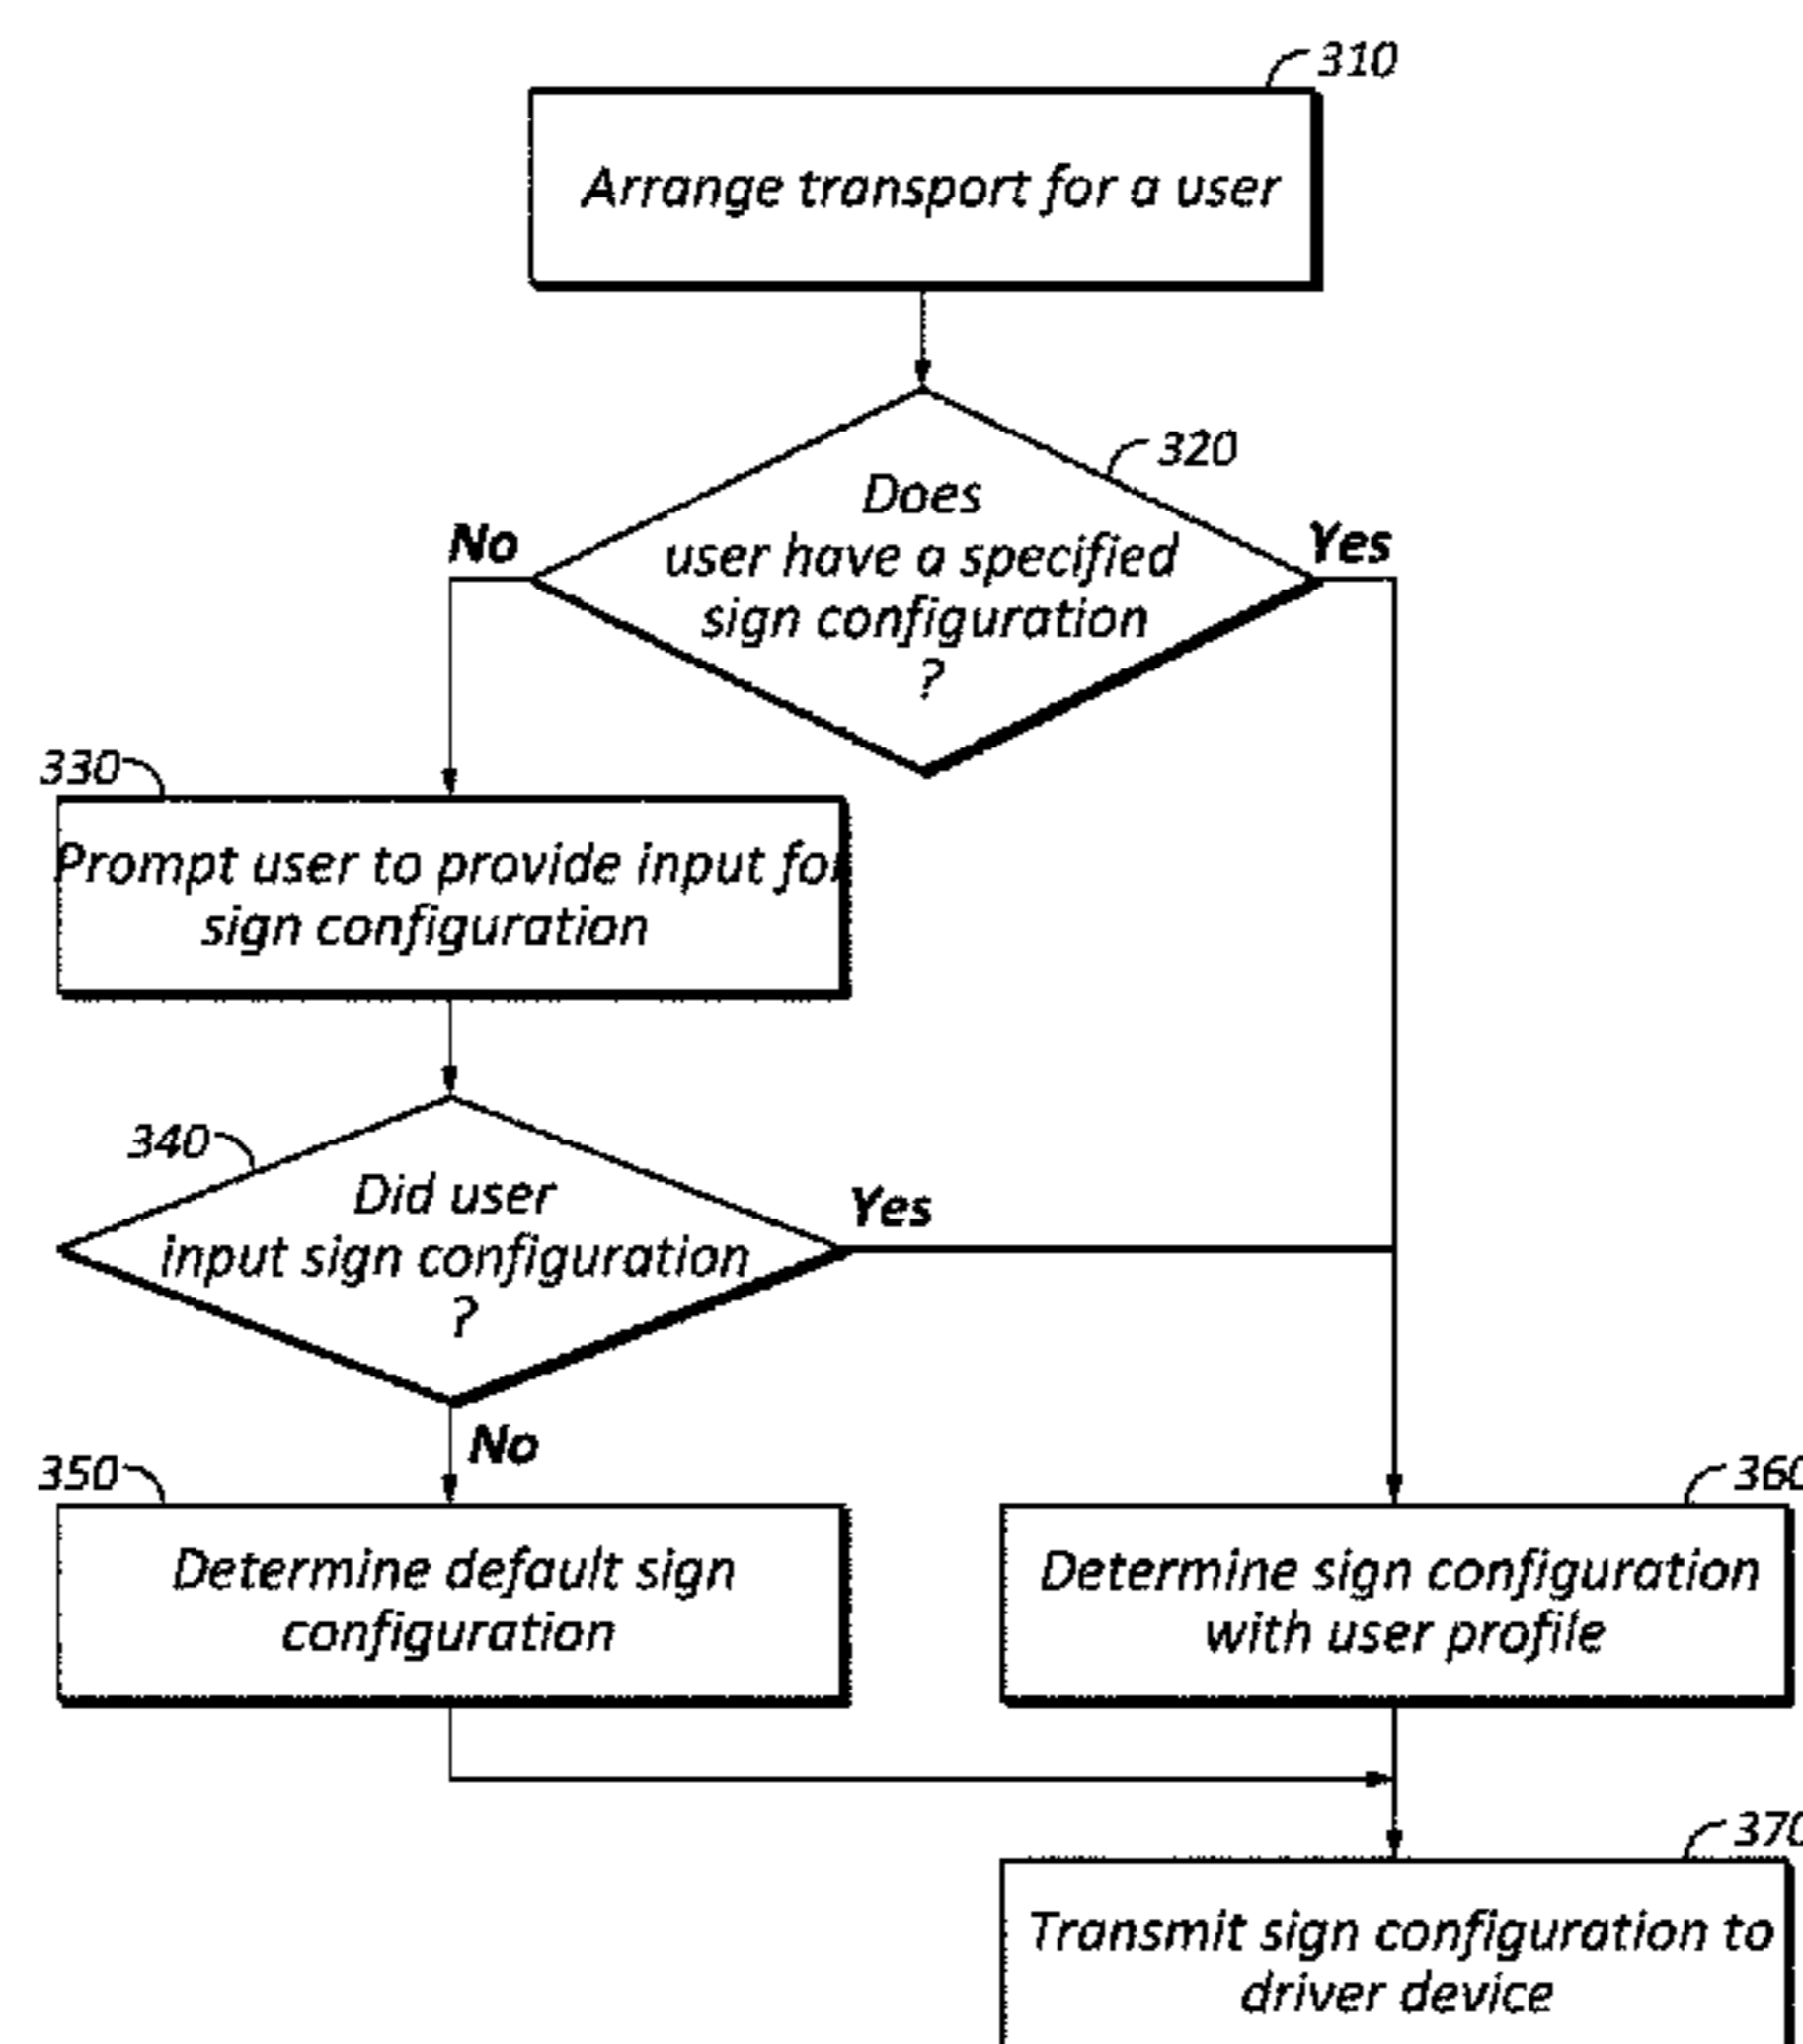 310
Arrange transport for a user
320
Does
user have a specified
sign configuration
?
No
Yes
330
Prompt user to provide input for
sign configuration
340
Did user
input sign configuration
?
Yes
No
350
Determine default sign
configuration
360
Determine sign configuration
with user profile
370
Transmit sign configuration to
driver device